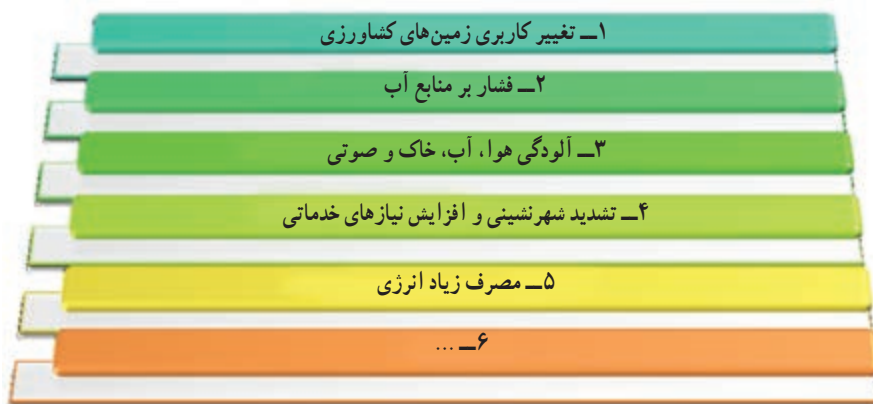 ۱ــ تغییر کاربری زمین‌های کشاورزی
۲ــ فشار بر منابع آب
۳ــ آلودگی هوا، آب، خاک و صوتی
۴ــ تشدید شهرنشینی و افزایش نیازهای خدماتی
۵ــ مصرف زیاد انرژی
۶ــ ...